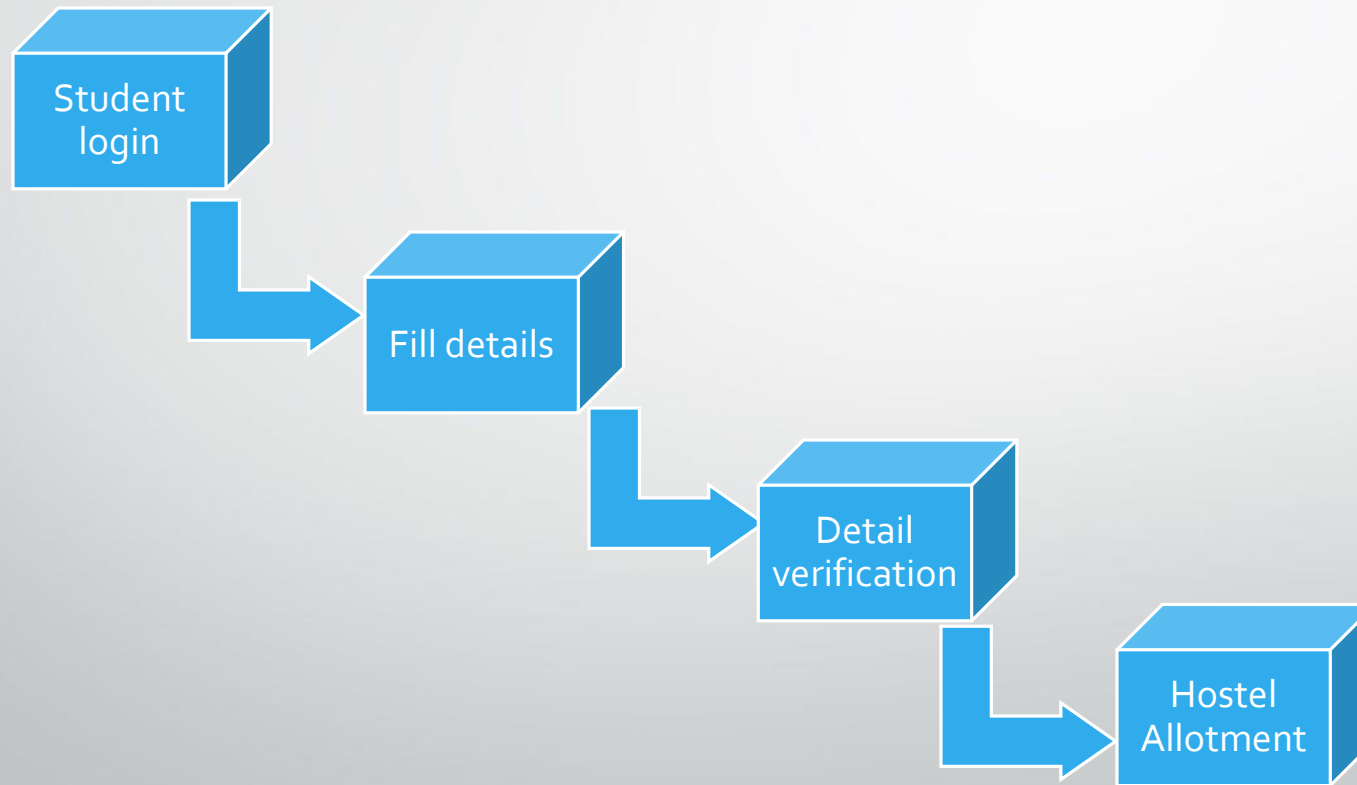 Student
login
Fill details
Detail
verification
Hostel
Allotment